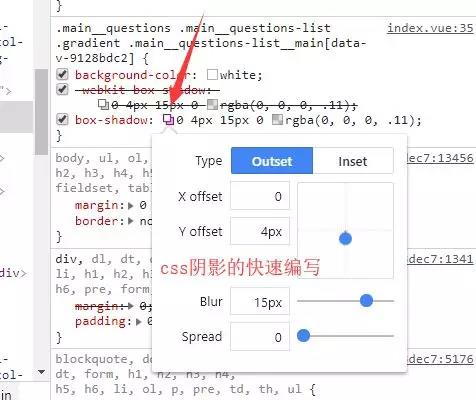 .main__questions .main__questions-list index.vue:35
.gradient .main__questions-list__main[data-
v-9128bdc2] {
background-color: white;
-webkit-box-shadow:
0 4px 15px 0 rgba(0, 0, 0, .11);
box-shadow: 0 4px 15px 0 rgba(0, 0, 0, .11);
}
col-
ol-
">
body, ul, ol, dec7:13456
h2, h3, h4, h5
fieldset, tab
margin: 0
border: no
}
Type Outset Inset
X offset 0
Y offset 4px
css阴影的快速编写
Blur 15px
Spread 0
div, dl, dt, dec7:1341
li, h1, h2, h
h6, pre, form
margin: 0;
padding:
}
div>
blockquote, d dec7:5176
dt, form, h1, h2, h3, h4,
h5, h6, li, ol, p, pre, td, th, ul {
in